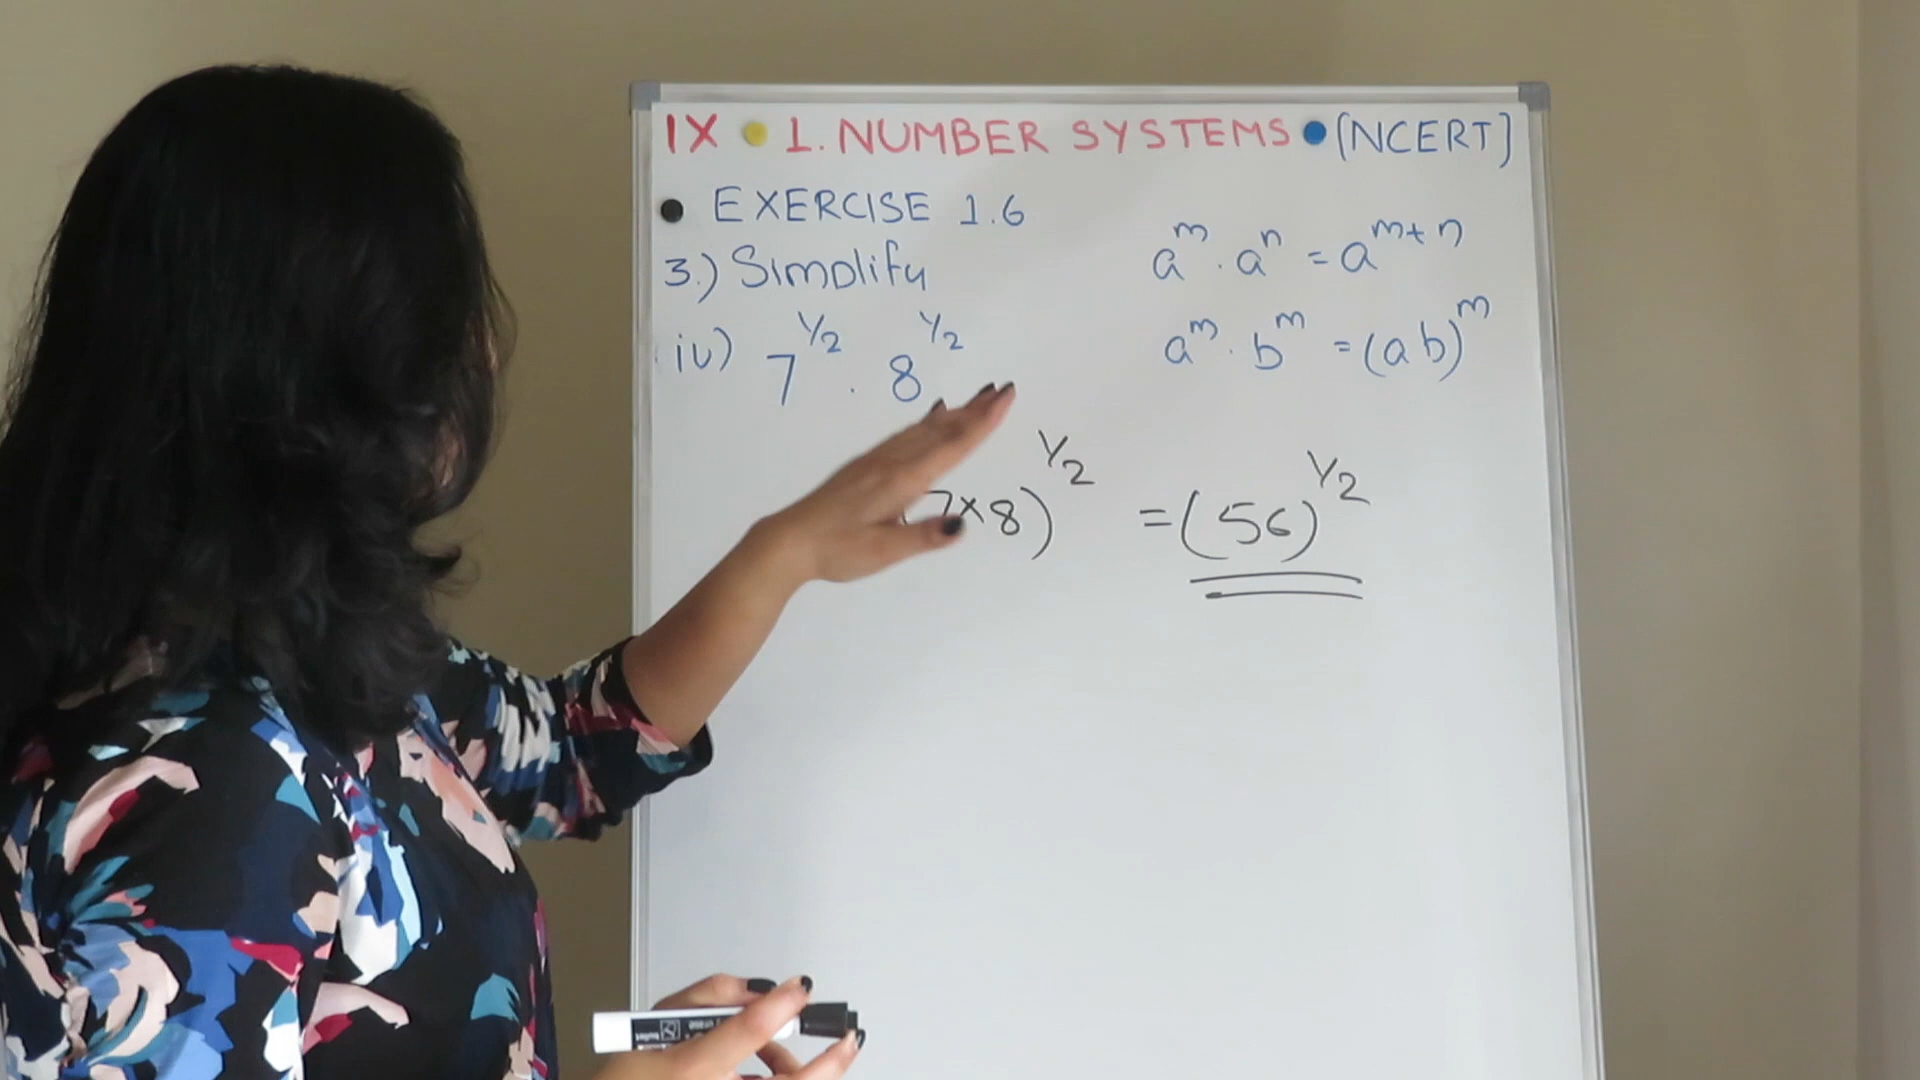 IX • 1. NUMBER SYSTEMS • [NCERT]
• EXERCISE 1.6
3.) Simplify
iv) 7^1/2 . 8^1/2
a^m . a^n = a^m+n
a^m . b^m = (ab)^m
7×8)^1/2 = (56)^1/2